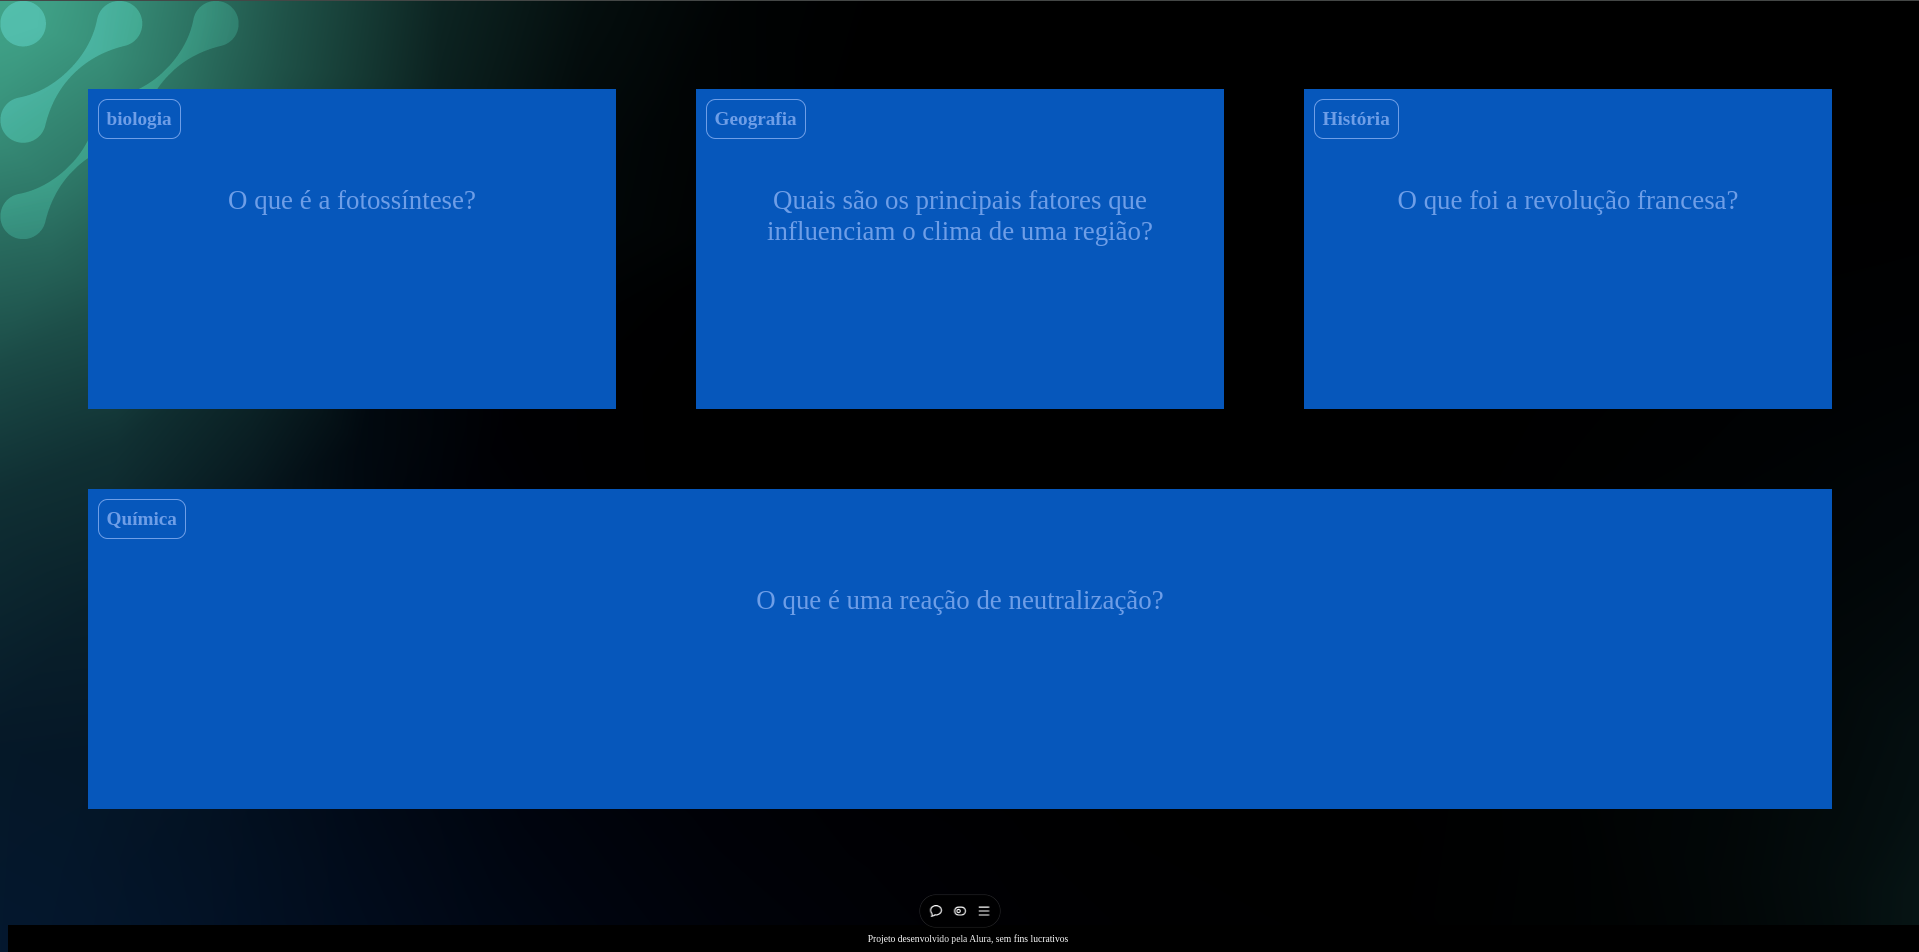 biologia
O que é a fotossíntese?
Geografia
Quais são os principais fatores que
influenciam o clima de uma região?
História
O que foi a revolução francesa?
Química
O que é uma reação de neutralização?
Projeto desenvolvido pela Alura, sem fins lucrativos